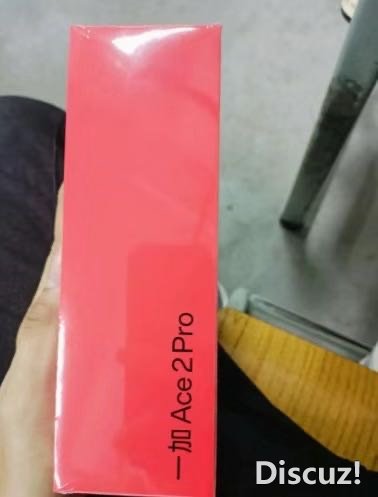 一加 Ace 2 Pro
Discuz!